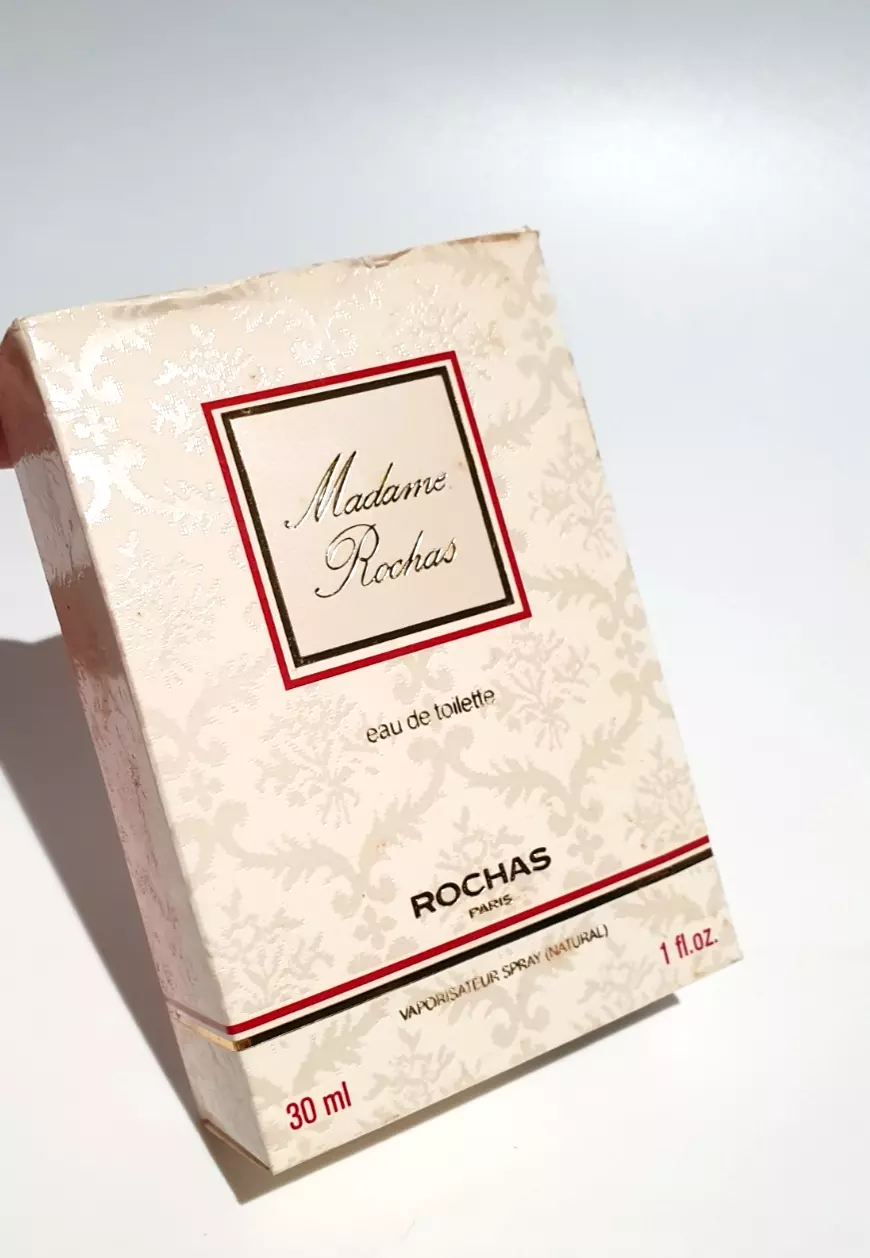 Madame
Rochas
eau de toilette
ROCHAS
PARIS
VAPORISATEUR SPRAY (NATURAL)
1 fl.oz.
30 ml